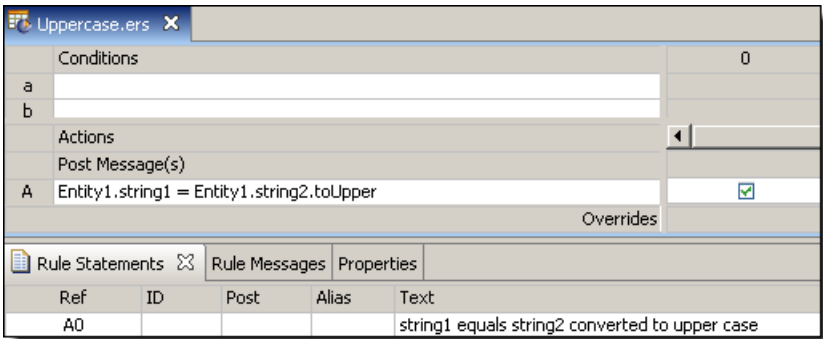 Uppercase.ers
Conditions 0
a
b
Actions
Post Message(s)
A Entity1.string1 = Entity1.string2.toUpper
Overrides
Rule Statements Rule Messages Properties
Ref ID Post Alias Text
A0 string1 equals string2 converted to upper case